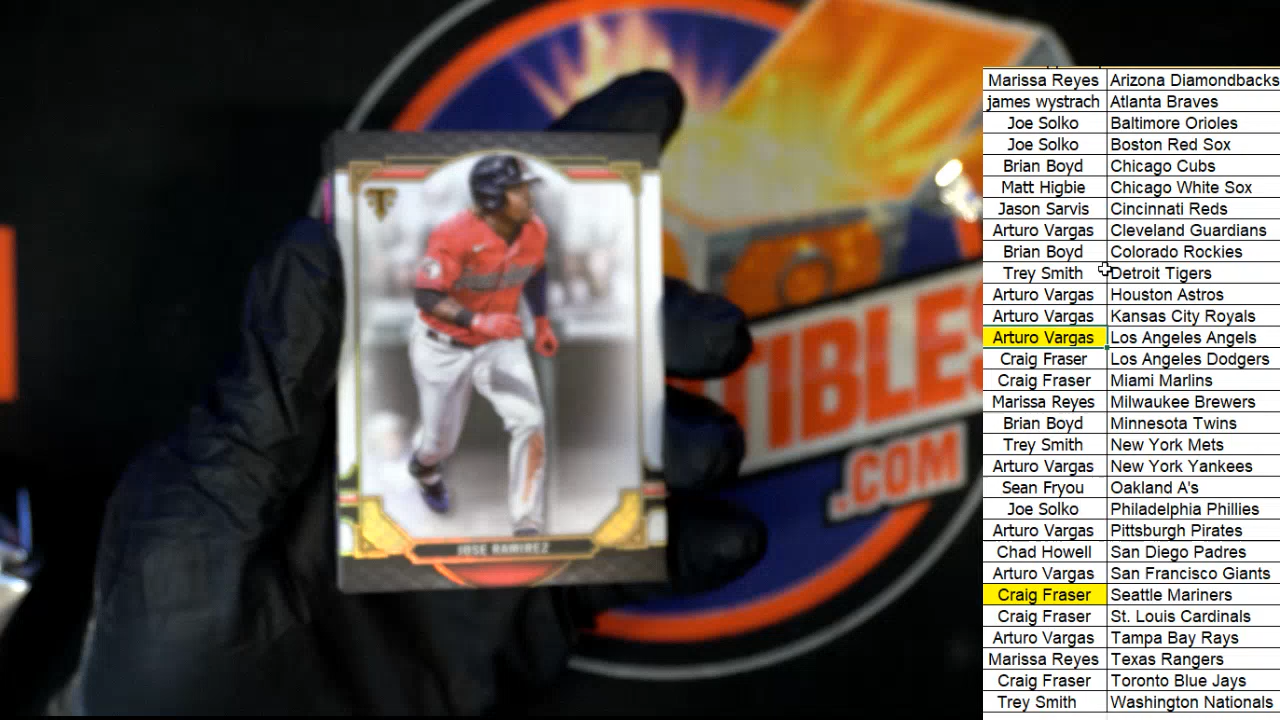 Marissa Reyes Arizona Diamondbacks
james wystrach Atlanta Braves
Joe Solko Baltimore Orioles
Joe Solko Boston Red Sox
Brian Boyd Chicago Cubs
Matt Higbie Chicago White Sox
Jason Sarvis Cincinnati Reds
Arturo Vargas Cleveland Guardians
Brian Boyd Colorado Rockies
Trey Smith Detroit Tigers
Arturo Vargas Houston Astros
Arturo Vargas Kansas City Royals
Arturo Vargas Los Angeles Angels
Craig Fraser Los Angeles Dodgers
Craig Fraser Miami Marlins
Marissa Reyes Milwaukee Brewers
Brian Boyd Minnesota Twins
Trey Smith New York Mets
Arturo Vargas New York Yankees
Sean Fryou Oakland A's
Joe Solko Philadelphia Phillies
Arturo Vargas Pittsburgh Pirates
Chad Howell San Diego Padres
Arturo Vargas San Francisco Giants
Craig Fraser Seattle Mariners
Craig Fraser St. Louis Cardinals
Arturo Vargas Tampa Bay Rays
Marissa Reyes Texas Rangers
Craig Fraser Toronto Blue Jays
Trey Smith Washington Nationals
JOSE RAMIREZ
TIBLES
.COM